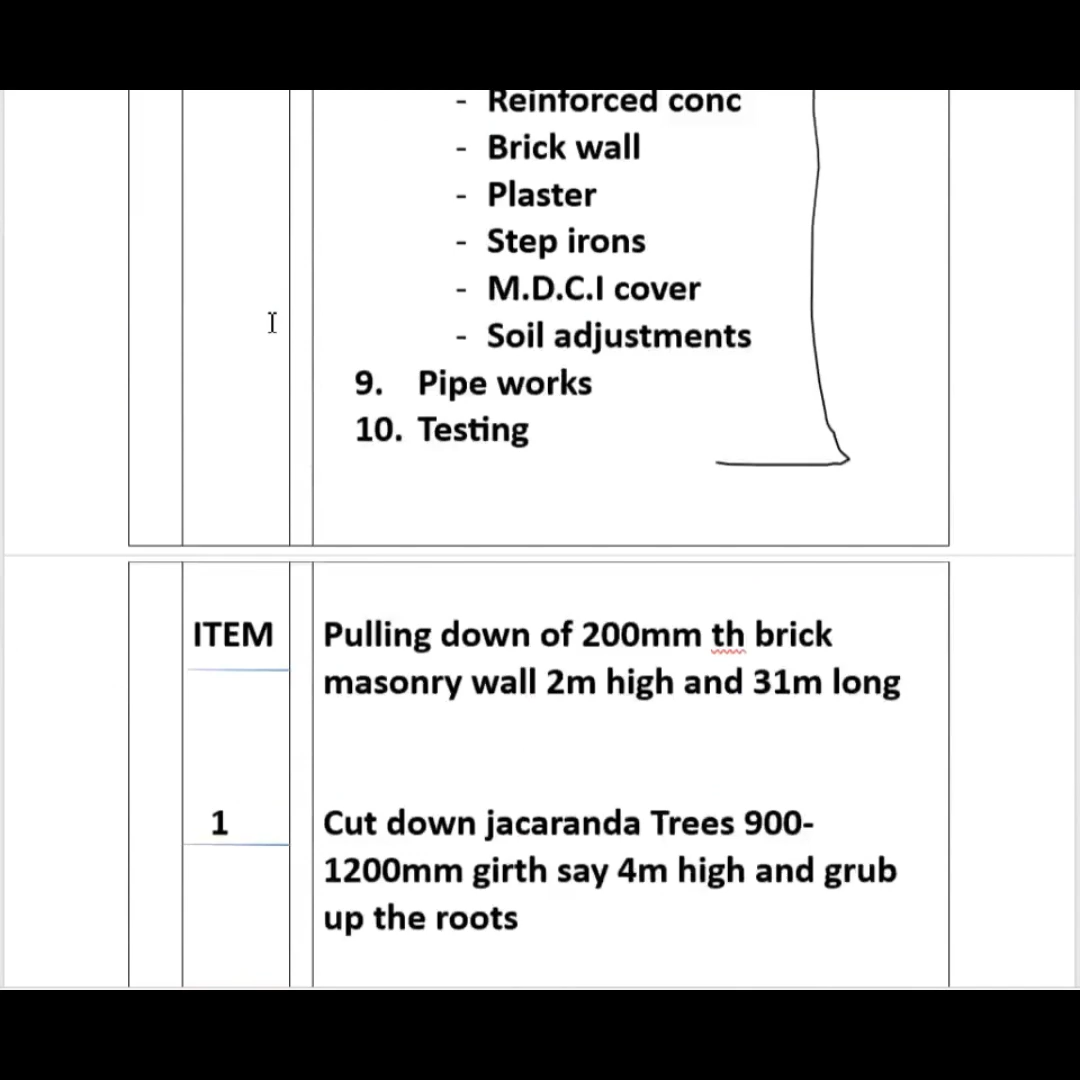 - Reinforced conc
- Brick wall
- Plaster
- Step irons
- M.D.C.I cover
- Soil adjustments
9. Pipe works
10. Testing
ITEM Pulling down of 200mm th brick
masonry wall 2m high and 31m long
1 Cut down jacaranda Trees 900-
1200mm girth say 4m high and grub
up the roots